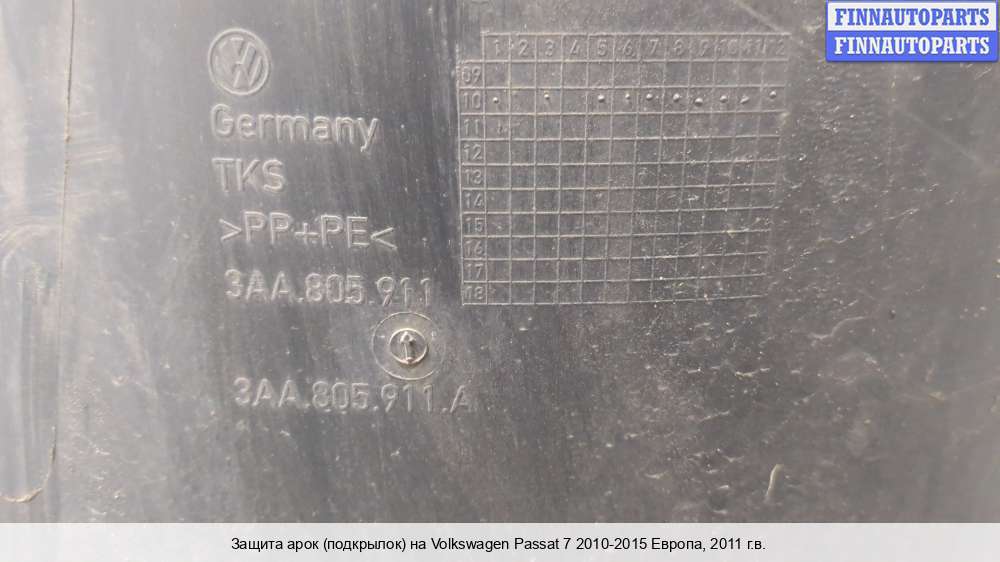 FINNAUTOPARTS
FINNAUTOPARTS
VW
Germany
TKS
>PP+PE<
3AA.805.911
3AA.805.911.A
1 2 3 4 5 6 7 8 9 10 11 12
09
10
11
12
13
14
15
16
17
18
Защита арок (подкрылок) на Volkswagen Passat 7 2010-2015 Европа, 2011 г.в.